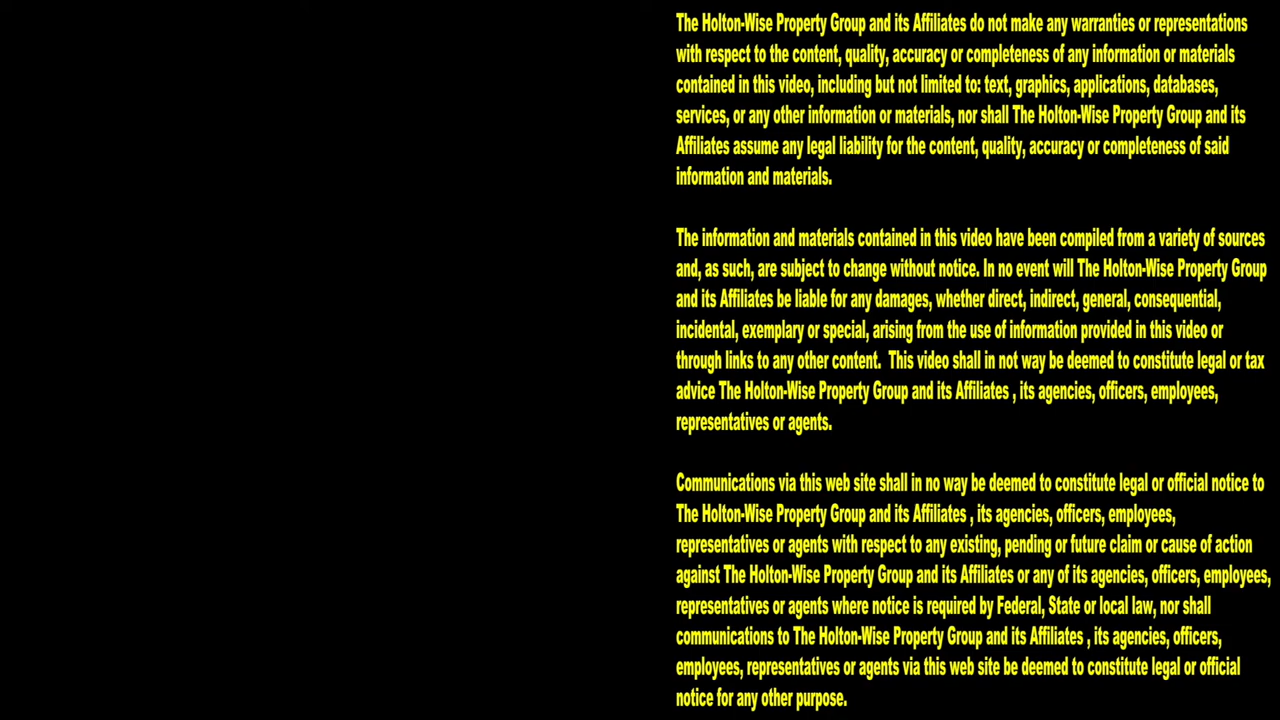 The Holton-Wise Property Group and its Affiliates do not make any warranties or representations
with respect to the content, quality, accuracy or completeness of any information or materials
contained in this video, including but not limited to: text, graphics, applications, databases,
services, or any other information or materials, nor shall The Holton-Wise Property Group and its
Affiliates assume any legal liability for the content, quality, accuracy or completeness of said
information and materials.
The information and materials contained in this video have been compiled from a variety of sources
and, as such, are subject to change without notice. In no event will The Holton-Wise Property Group
and its Affiliates be liable for any damages, whether direct, indirect, general, consequential,
incidental, exemplary or special, arising from the use of information provided in this video or
through links to any other content.  This video shall in not way be deemed to constitute legal or tax
advice The Holton-Wise Property Group and its Affiliates , its agencies, officers, employees,
representatives or agents.
Communications via this web site shall in no way be deemed to constitute legal or official notice to
The Holton-Wise Property Group and its Affiliates , its agencies, officers, employees,
representatives or agents with respect to any existing, pending or future claim or cause of action
against The Holton-Wise Property Group and its Affiliates or any of its agencies, officers, employees,
representatives or agents where notice is required by Federal, State or local law, nor shall
communications to The Holton-Wise Property Group and its Affiliates , its agencies, officers,
employees, representatives or agents via this web site be deemed to constitute legal or official
notice for any other purpose.